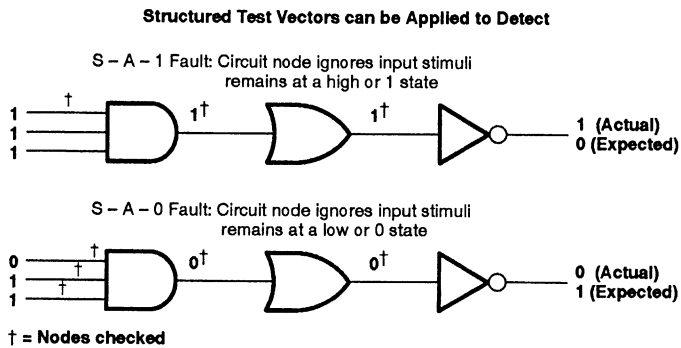 Structured Test Vectors can be Applied to Detect
S – A – 1 Fault: Circuit node ignores input stimuli
remains at a high or 1 state
†
1
1
1
1†
1†
1 (Actual)
0 (Expected)
S – A – 0 Fault: Circuit node ignores input stimuli
remains at a low or 0 state
†
†
†
0
1
1
0†
0†
0 (Actual)
1 (Expected)
† = Nodes checked